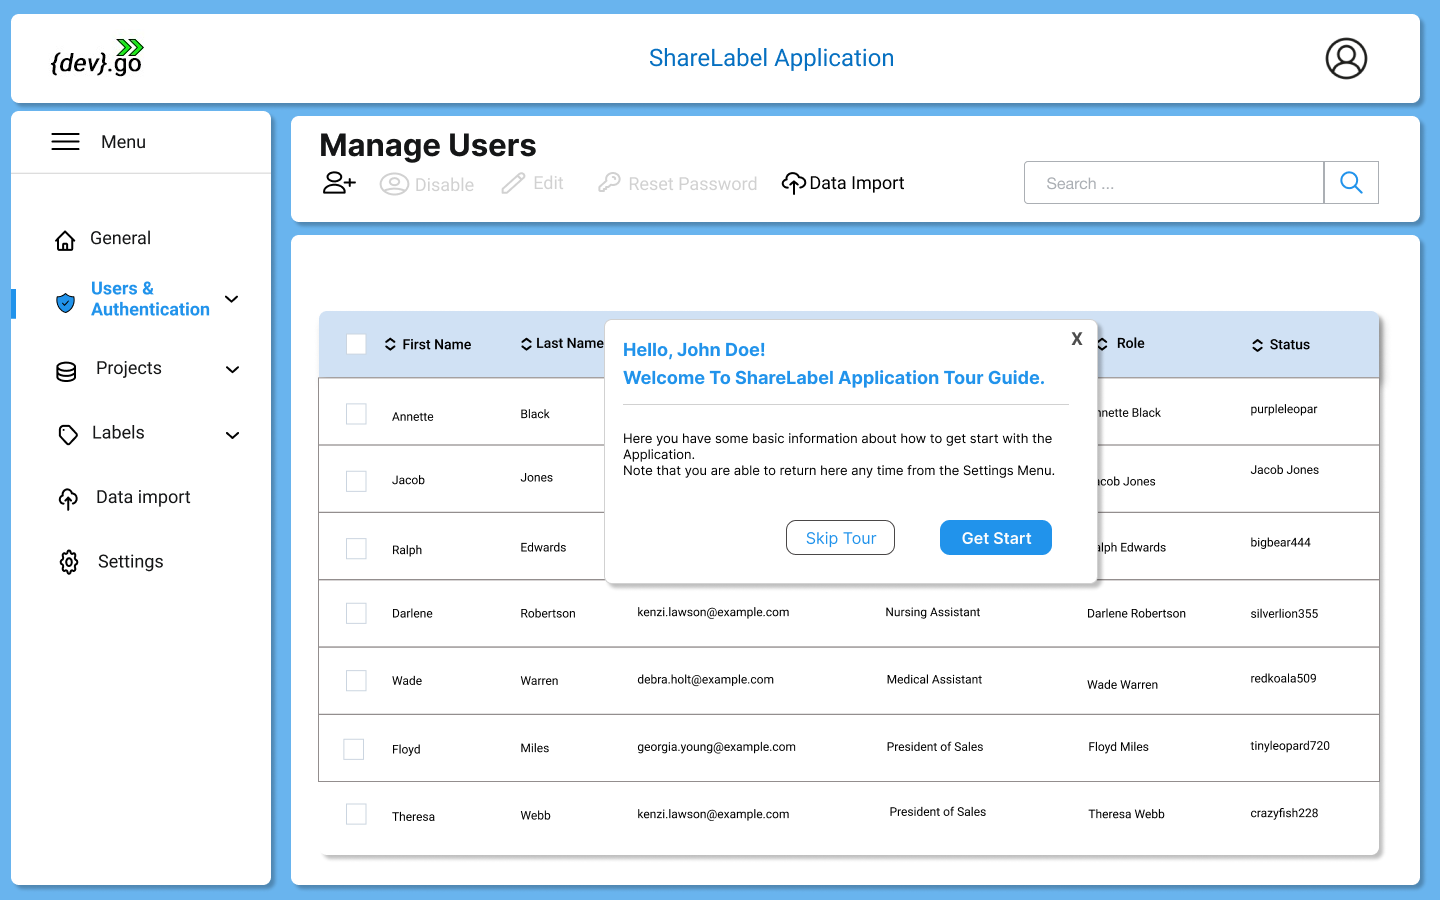 {dev}.go
ShareLabel Application
Menu
General
Users &
Authentication
Projects
Labels
Data import
Settings
Manage Users
Disable
Edit
Reset Password
Data Import
Search ...
First Name
Last Name
Role
Status
Hello, John Doe!
X
Welcome To ShareLabel Application Tour Guide.
Here you have some basic information about how to get start with the
Application.
Note that you are able to return here any time from the Settings Menu.
Skip Tour
Get Start
Annette
Black
Black
purpleleopar
Jacob
Jones
Jones
Jacob Jones
Ralph
Edwards
Edwards
bigbear444
Darlene
Robertson
kenzi.lawson@example.com
Nursing Assistant
Darlene Robertson
silverlion355
Wade
Warren
debra.holt@example.com
Medical Assistant
Wade Warren
redkoala509
Floyd
Miles
georgia.young@example.com
President of Sales
Floyd Miles
tinyleopard720
Theresa
Webb
kenzi.lawson@example.com
President of Sales
Theresa Webb
crazyfish228